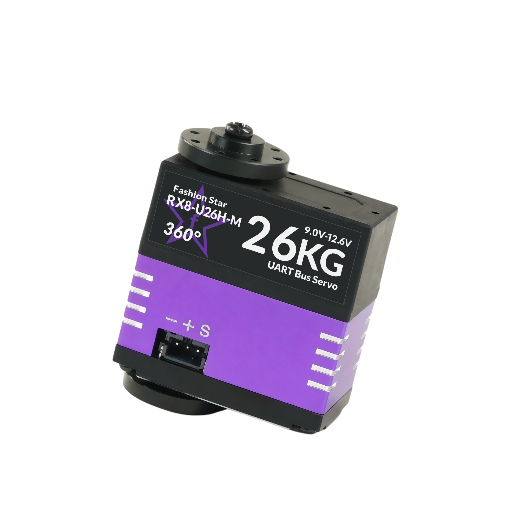 Fashion Star
RX8-U26H-M
360°
26KG
9.0V-12.6V
UART Bus Servo
− + S